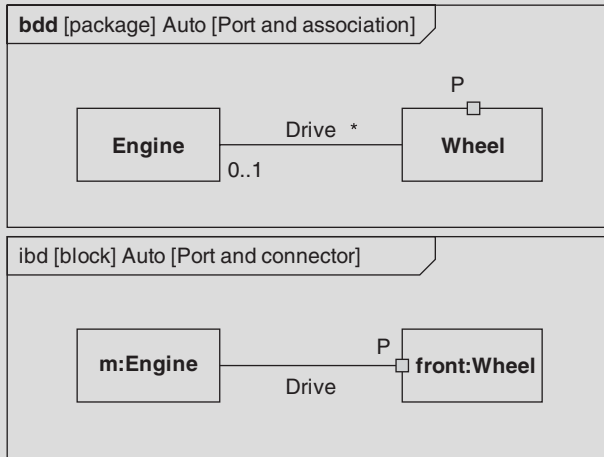 bdd [package] Auto [Port and association]
P
Engine
Drive *
Wheel
0..1
ibd [block] Auto [Port and connector]
P
m:Engine
front:Wheel
Drive